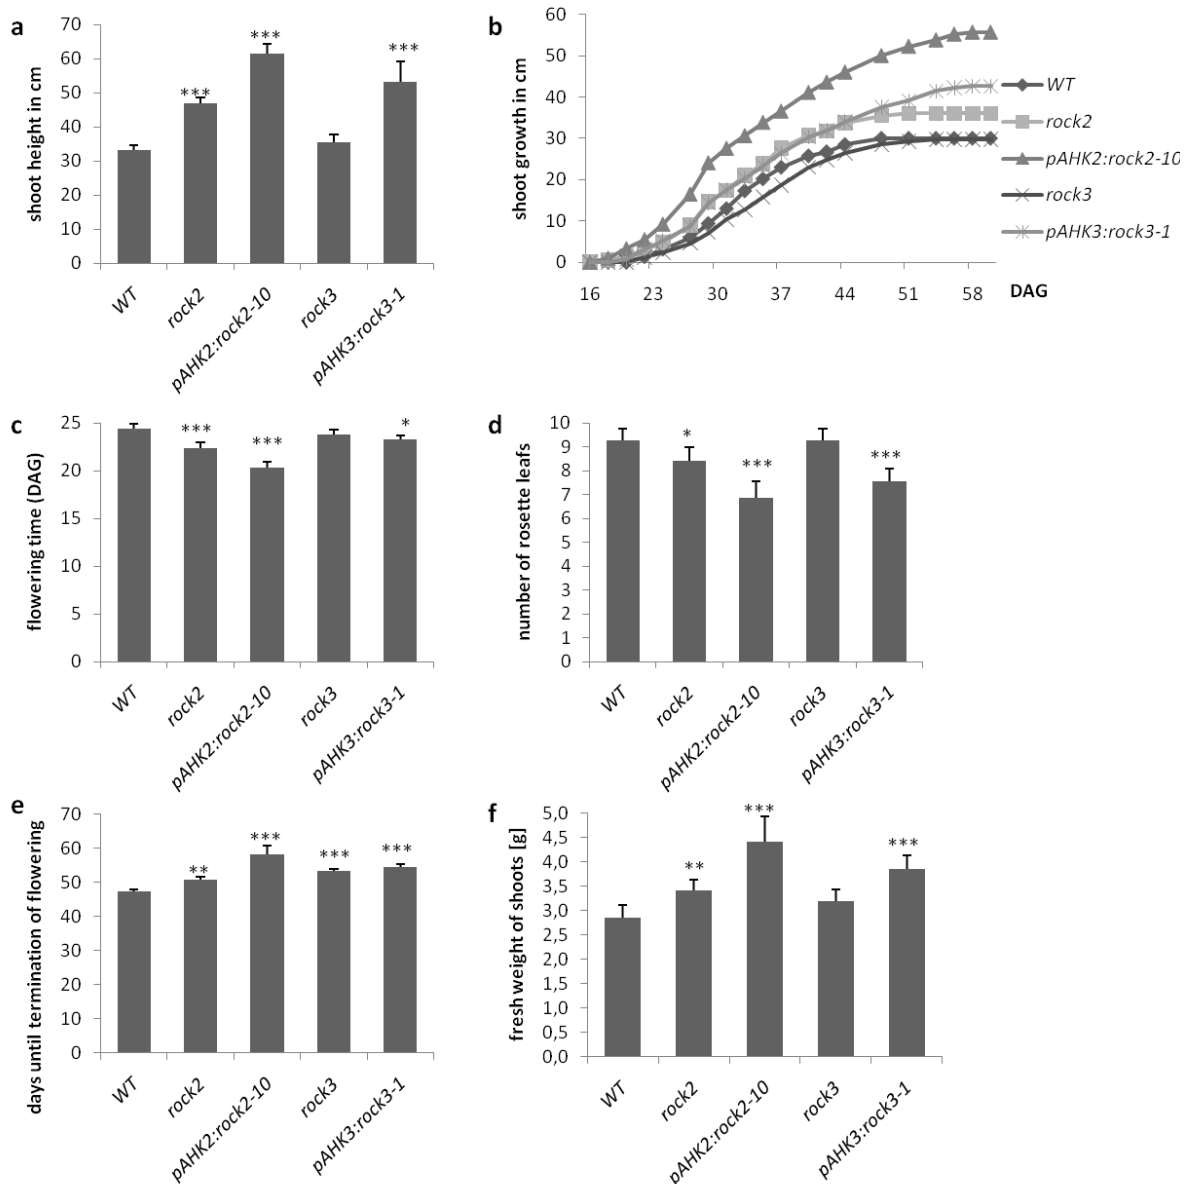 a
shoot height in cm
70
60
50
40
30
20
10
0
***
***
***
WT
rock2
pAHK2:rock2-10
rock3
pAHK3:rock3-1
b
shoot growth in cm
60
50
40
30
20
10
0
16 23 30 37 44 51 58 DAG
WT
rock2
pAHK2:rock2-10
rock3
pAHK3:rock3-1
c
flowering time (DAG)
25
20
15
10
5
0
***
***
*
WT
rock2
pAHK2:rock2-10
rock3
pAHK3:rock3-1
d
number of rosette leafs
10
9
8
7
6
5
4
3
2
1
0
*
***
***
WT
rock2
pAHK2:rock2-10
rock3
pAHK3:rock3-1
e
days until termination of flowering
70
60
50
40
30
20
10
0
**
***
***
***
WT
rock2
pAHK2:rock2-10
rock3
pAHK3:rock3-1
f
fresh weight of shoots [g]
5,0
4,5
4,0
3,5
3,0
2,5
2,0
1,5
1,0
0,5
0,0
**
***
***
WT
rock2
pAHK2:rock2-10
rock3
pAHK3:rock3-1